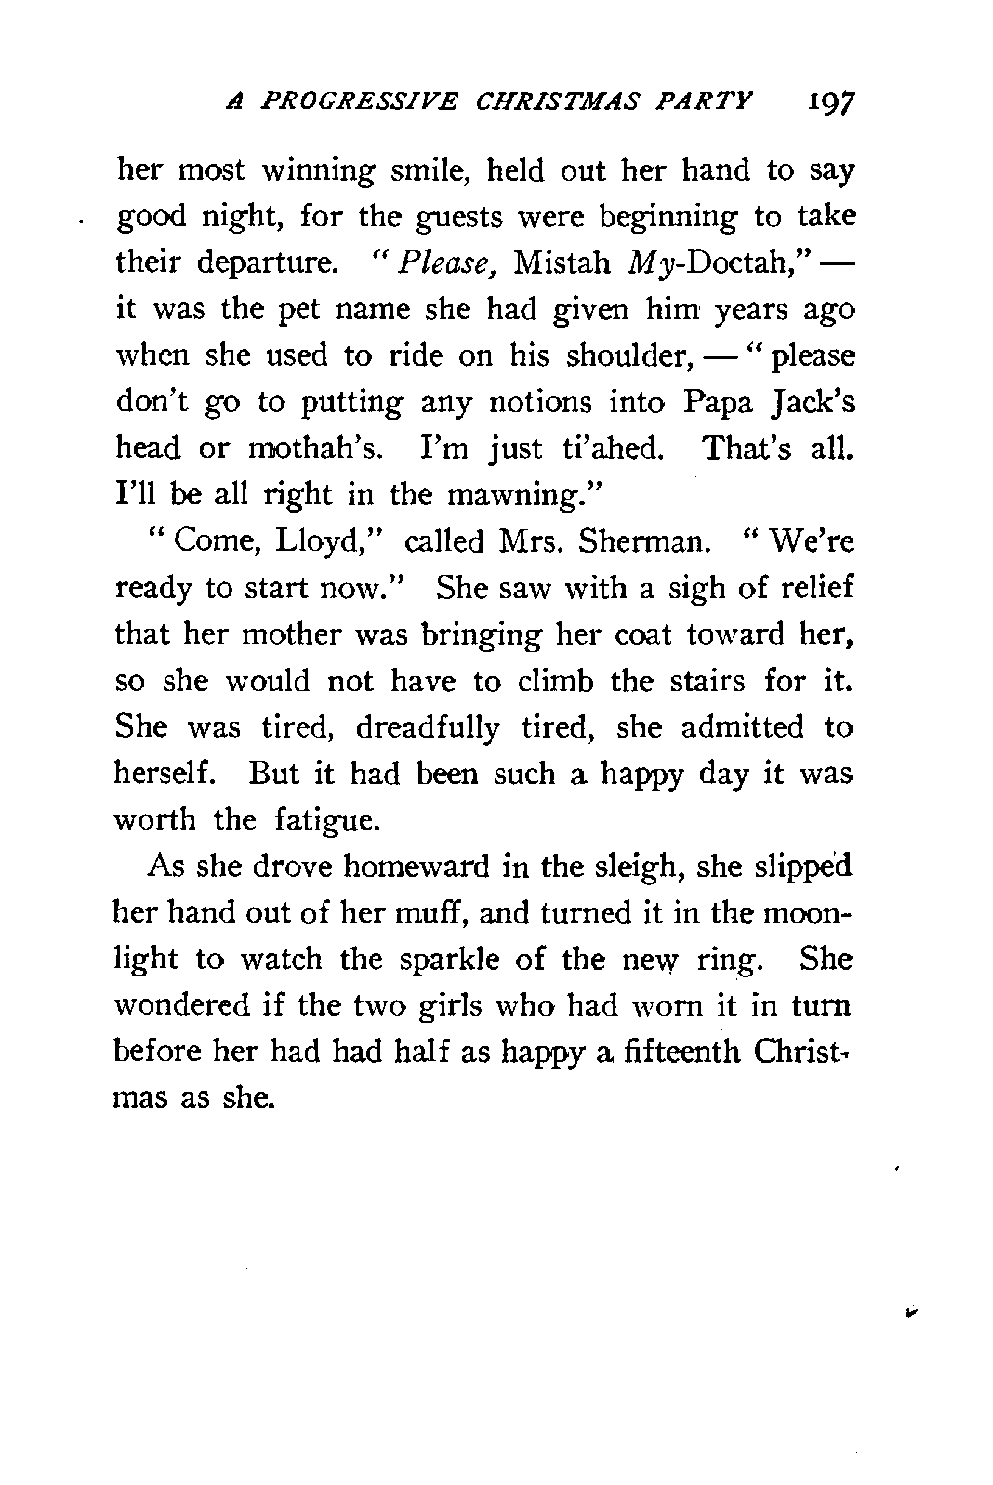 A PROGRESSIVE CHRISTMAS PARTY 197
her most winning smile, held out her hand to say
good night, for the guests were beginning to take
their departure. " Please, Mistah My-Doctah," —
it was the pet name she had given him years ago
when she used to ride on his shoulder, — " please
don't go to putting any notions into Papa Jack's
head or mothah's. I'm just ti'ahed. That's all.
I'll be all right in the mawning."
" Come, Lloyd," called Mrs. Sherman. " We're
ready to start now." She saw with a sigh of relief
that her mother was bringing her coat toward her,
so she would not have to climb the stairs for it.
She was tired, dreadfully tired, she admitted to
herself. But it had been such a happy day it was
worth the fatigue.
As she drove homeward in the sleigh, she slipped
her hand out of her muff, and turned it in the moon-
light to watch the sparkle of the new ring. She
wondered if the two girls who had worn it in turn
before her had had half as happy a fifteenth Christ-
mas as she.